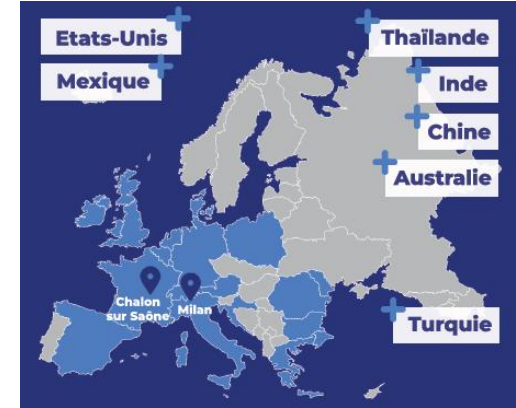 Etats-Unis
Mexique
Thaïlande
Inde
Chine
Australie
Chalon
sur Saône
Milan
Turquie